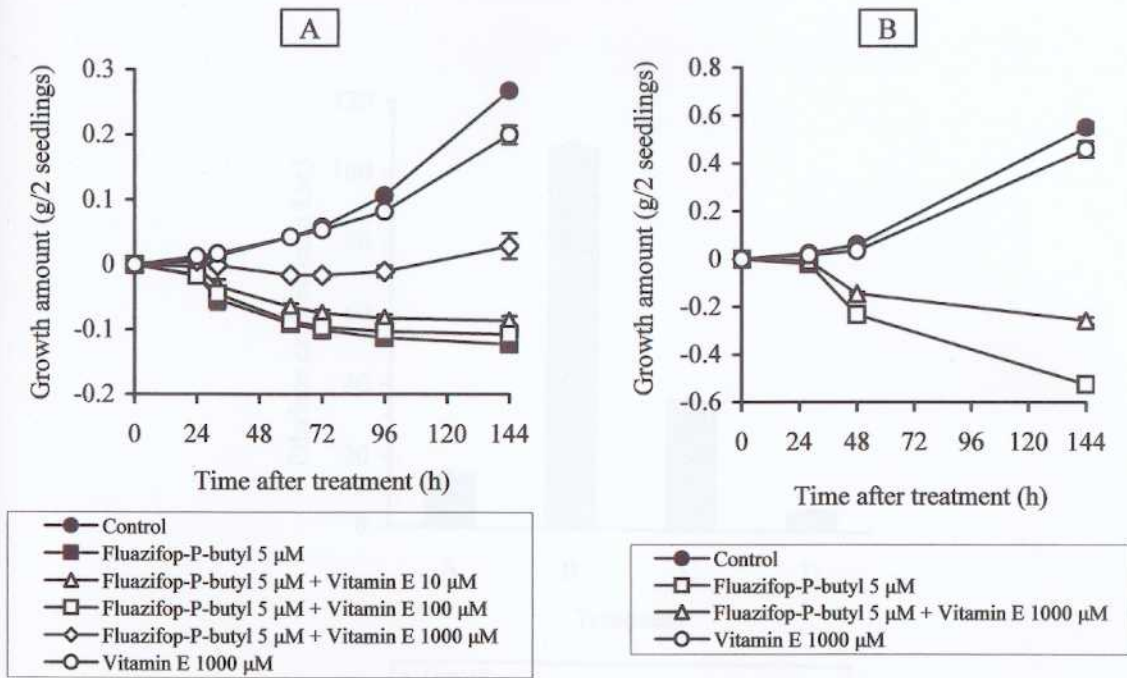 A
B
Growth amount (g/2 seedlings)
0.3
0.2
0.1
0
-0.1
-0.2
0 24 48 72 96 120 144
Time after treatment (h)
Control
Fluazifop-P-butyl 5 μM
Fluazifop-P-butyl 5 μM + Vitamin E 10 μM
Fluazifop-P-butyl 5 μM + Vitamin E 100 μM
Fluazifop-P-butyl 5 μM + Vitamin E 1000 μM
Vitamin E 1000 μM
Growth amount (g/2 seedlings)
0.8
0.6
0.4
0.2
0
-0.2
-0.4
-0.6
0 24 48 72 96 120 144
Time after treatment (h)
Control
Fluazifop-P-butyl 5 μM
Fluazifop-P-butyl 5 μM + Vitamin E 1000 μM
Vitamin E 1000 μM